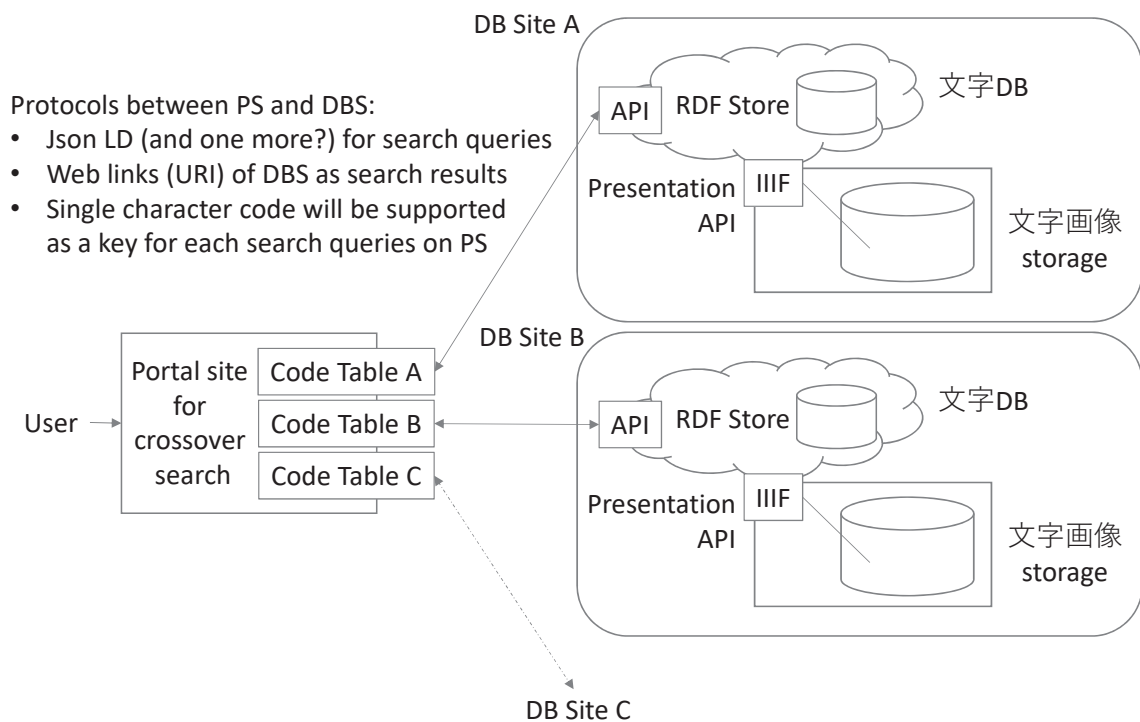 DB Site A
文字DB
API
RDF Store
Protocols between PS and DBS:
• Json LD (and one more?) for search queries
• Web links (URI) of DBS as search results
• Single character code will be supported
as a key for each search queries on PS
Presentation
API
IIIF
文字画像
storage
DB Site B
Portal site
for
crossover
search
Code Table A
Code Table B
Code Table C
User
文字DB
API
RDF Store
Presentation
API
IIIF
文字画像
storage
DB Site C